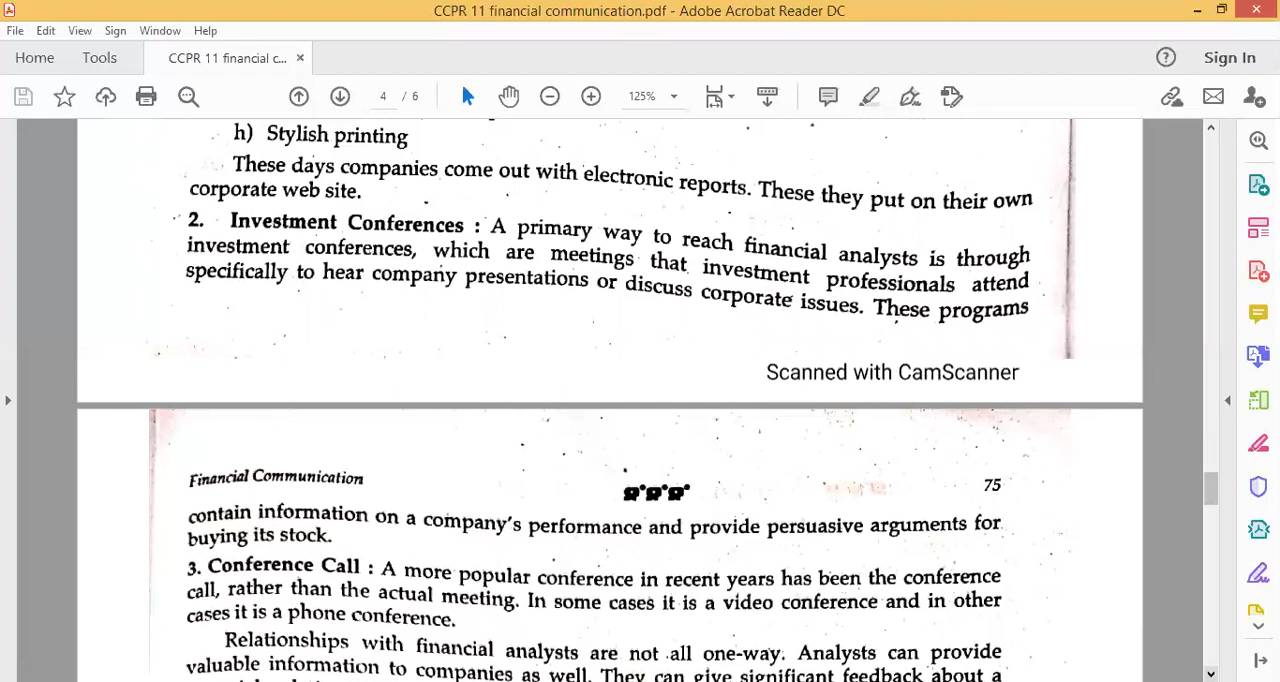 CCPR 11 financial communication.pdf - Adobe Acrobat Reader DC
File Edit View Sign Window Help
Home Tools CCPR 11 financial c... × Sign In
4 / 6 125%
h) Stylish printing
These days companies come out with electronic reports. These they put on their own
corporate web site.
2. Investment Conferences : A primary way to reach financial analysts is through
investment conferences, which are meetings that investment professionals attend
specifically to hear company presentations or discuss corporate issues. These programs
Scanned with CamScanner
Financial Communication 75
contain information on a company's performance and provide persuasive arguments for
buying its stock.
3. Conference Call : A more popular conference in recent years has been the conference
call, rather than the actual meeting. In some cases it is a video conference and in other
cases it is a phone conference.
Relationships with financial analysts are not all one-way. Analysts can provide
valuable information to companies as well. They can give significant feedback about a